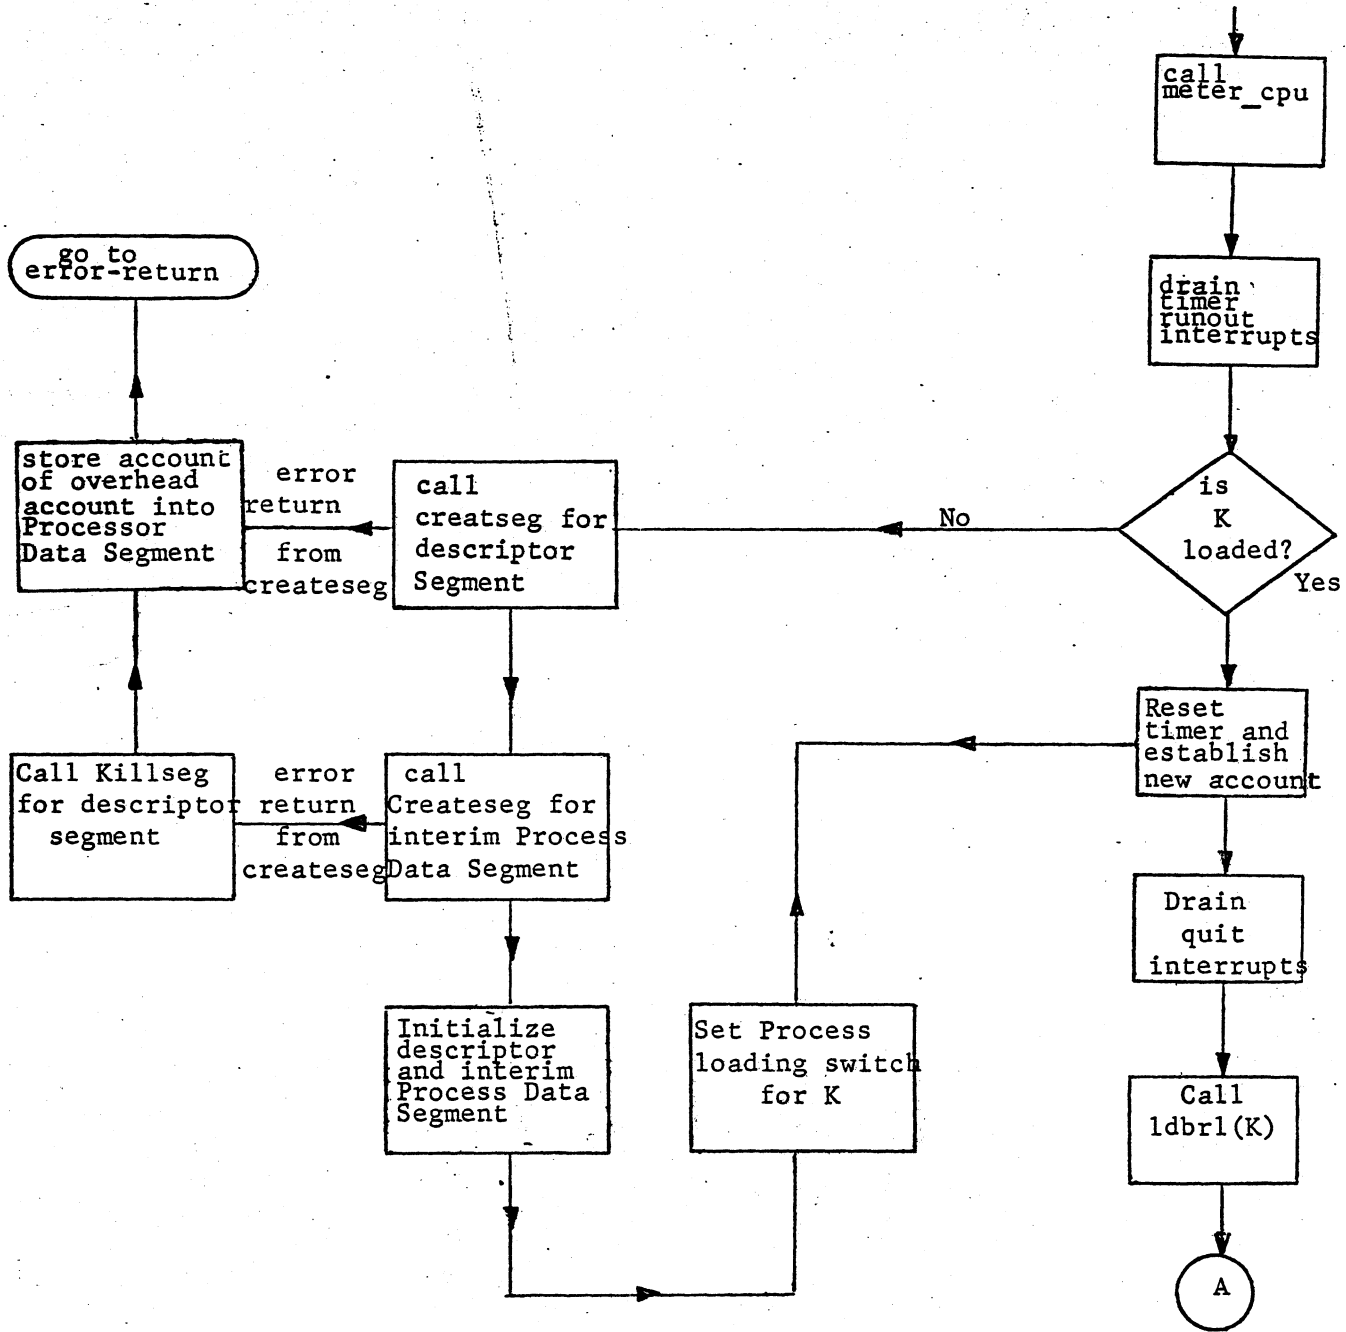 call
meter_cpu
go to
error-return
drain
timer
runout
interrupts
store account
of overhead
account into
Processor
Data Segment
error
return
from
createseg
call
creatseg for
descriptor
Segment
No
is
K
loaded?
Yes
Reset
timer and
establish
new account
Call Killseg
for descriptor
segment
error
return
from
createseg
call
Createseg for
interim Process
Data Segment
Drain
quit
interrupts
Initialize
descriptor
and interim
Process Data
Segment
Set Process
loading switch
for K
Call
ldbrl(K)
A